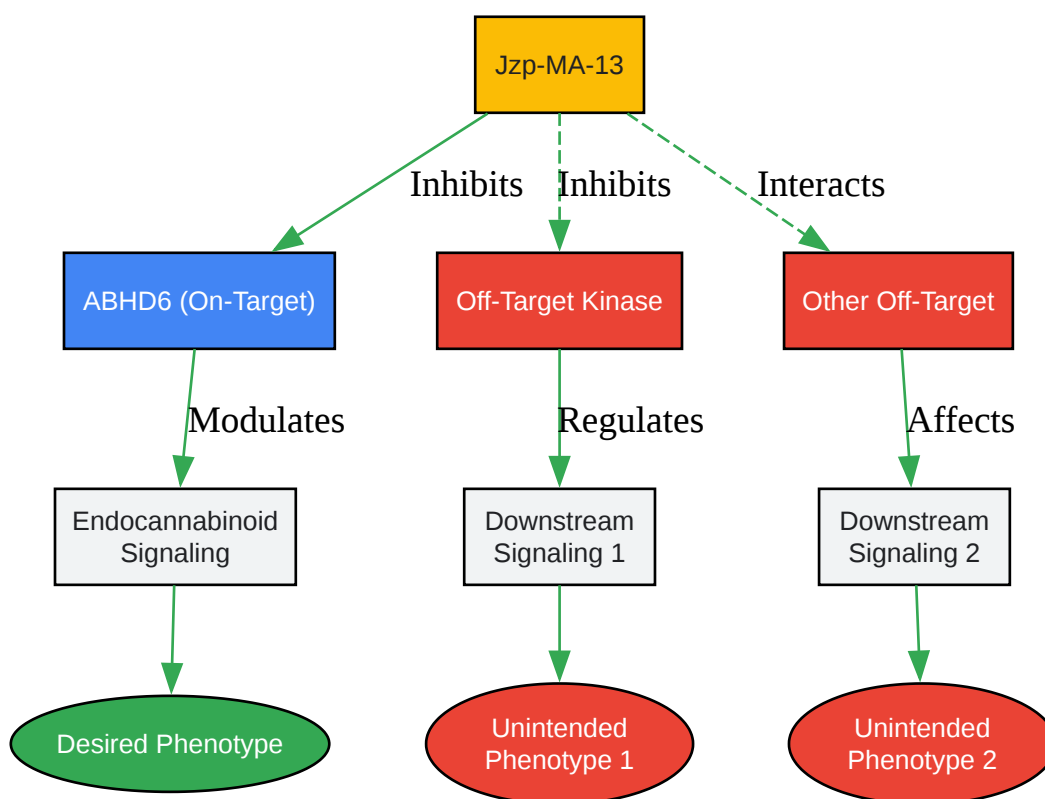 Jzp-MA-13
Inhibits
Inhibits
Interacts
ABHD6 (On-Target)
Off-Target Kinase
Other Off-Target
Modulates
Regulates
Affects
Endocannabinoid
Signaling
Downstream
Signaling 1
Downstream
Signaling 2
Desired Phenotype
Unintended
Phenotype 1
Unintended
Phenotype 2